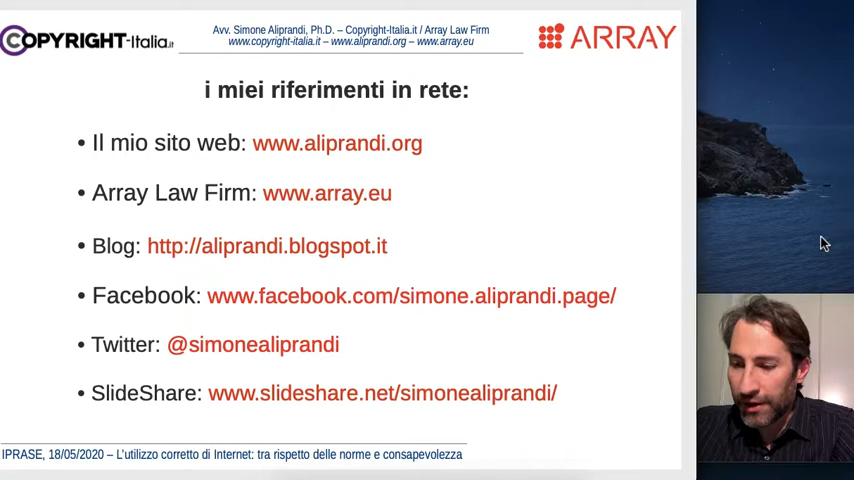 COPYRIGHT-Italia.it
Avv. Simone Aliprandi, Ph.D. – Copyright-Italia.it / Array Law Firm
www.copyright-italia.it – www.aliprandi.org – www.array.eu
ARRAY
i miei riferimenti in rete:
• Il mio sito web: www.aliprandi.org
• Array Law Firm: www.array.eu
• Blog: http://aliprandi.blogspot.it
• Facebook: www.facebook.com/simone.aliprandi.page/
• Twitter: @simonealiprandi
• SlideShare: www.slideshare.net/simonealiprandi/
IPRASE, 18/05/2020 – L'utilizzo corretto di Internet: tra rispetto delle norme e consapevolezza